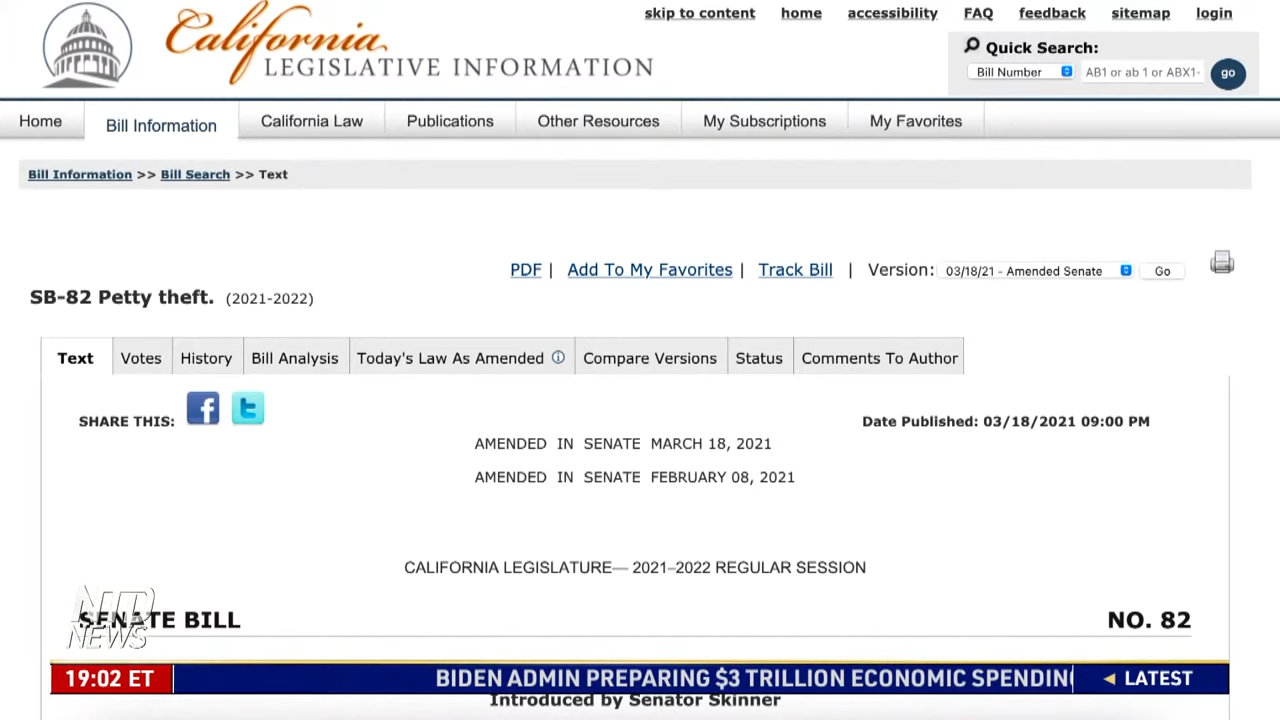 skip to content home accessibility FAQ feedback sitemap login
California
LEGISLATIVE INFORMATION
Quick Search:
Bill Number AB1 or ab 1 or ABX1- go
Home Bill Information California Law Publications Other Resources My Subscriptions My Favorites
Bill Information >> Bill Search >> Text
PDF | Add To My Favorites | Track Bill | Version: 03/18/21 - Amended Senate Go
SB-82 Petty theft. (2021-2022)
Text Votes History Bill Analysis Today's Law As Amended Compare Versions Status Comments To Author
SHARE THIS: f t Date Published: 03/18/2021 09:00 PM
AMENDED IN SENATE MARCH 18, 2021
AMENDED IN SENATE FEBRUARY 08, 2021
CALIFORNIA LEGISLATURE— 2021–2022 REGULAR SESSION
SENATE BILL NO. 82
NTD
NEWS
19:02 ET BIDEN ADMIN PREPARING $3 TRILLION ECONOMIC SPENDIN ◄ LATEST
Introduced by Senator Skinner